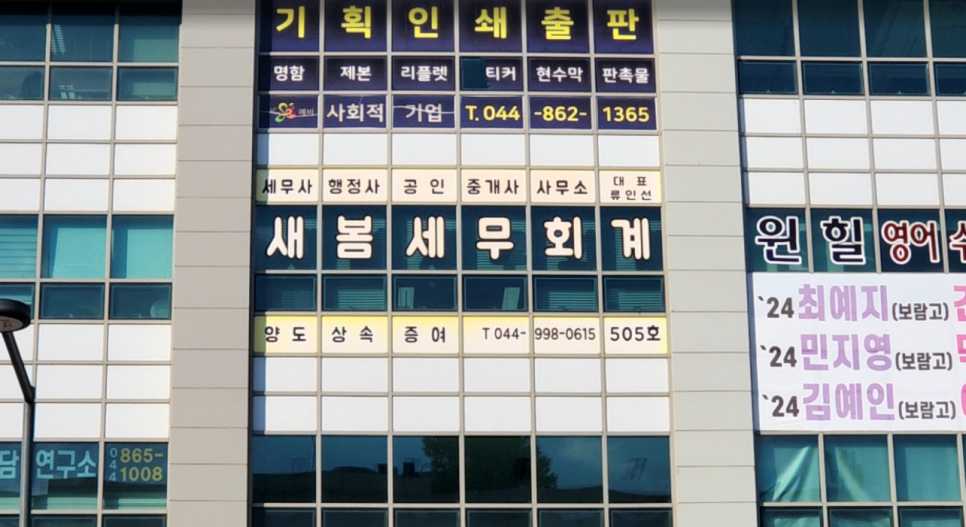 기획인쇄출판
명함 제본 리플렛 티커 현수막 판촉물
예비 사회적 기업 T. 044 -862- 1365
세무사 행정사 공인 중개사 사무소 대표 류인선
새봄세무회계
양도 상속 증여 T 044- 998-0615 505호
원힐 영어
'24 최예지 (보람고)
'24 민지영 (보람고)
'24 김예인 (보람고)
담 연구소 044 865-1008